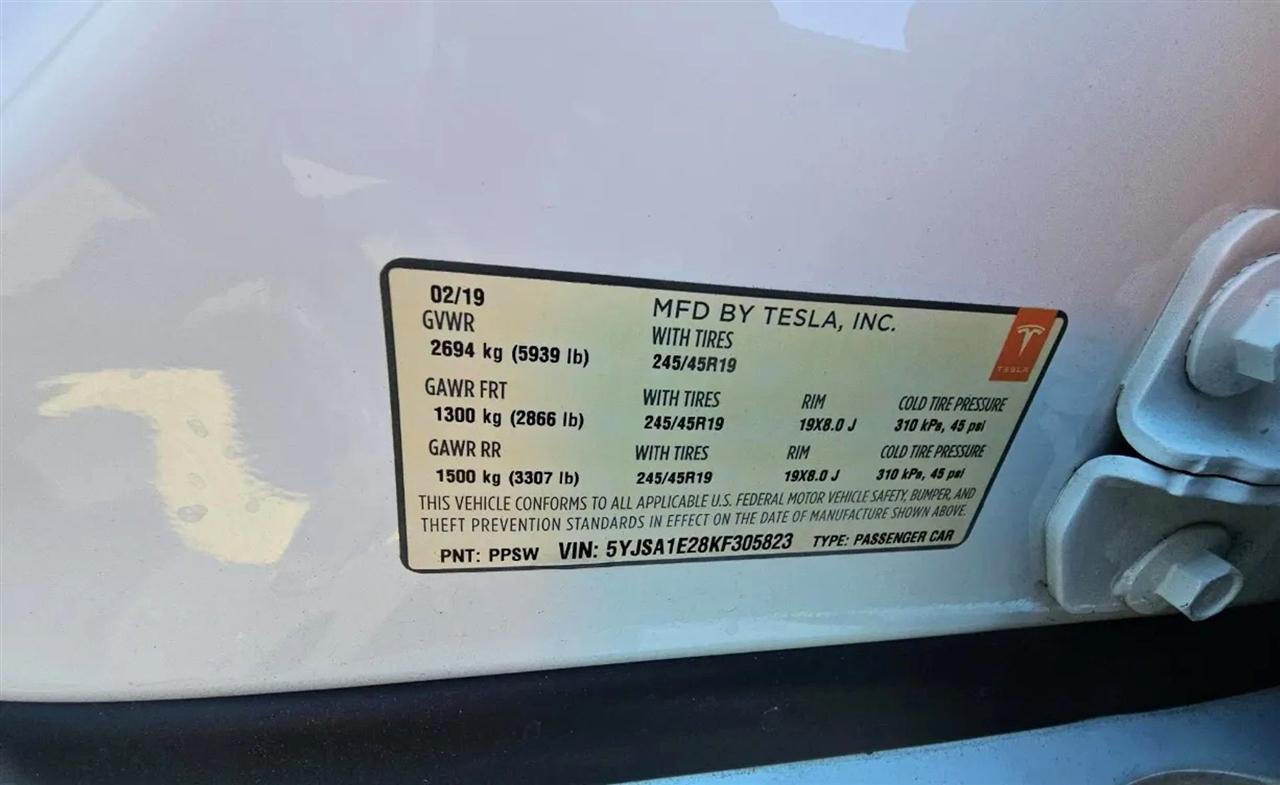 02/19 MFD BY TESLA, INC.
GVWR WITH TIRES
2694 kg (5939 lb) 245/45R19
TESLA
GAWR FRT WITH TIRES RIM COLD TIRE PRESSURE
1300 kg (2866 lb) 245/45R19 19X8.0 J 310 kPa, 45 psi
GAWR RR WITH TIRES RIM COLD TIRE PRESSURE
1500 kg (3307 lb) 245/45R19 19X8.0 J 310 kPa, 45 psi
THIS VEHICLE CONFORMS TO ALL APPLICABLE U.S. FEDERAL MOTOR VEHICLE SAFETY, BUMPER, AND
THEFT PREVENTION STANDARDS IN EFFECT ON THE DATE OF MANUFACTURE SHOWN ABOVE.
PNT: PPSW VIN: 5YJSA1E28KF305823 TYPE: PASSENGER CAR